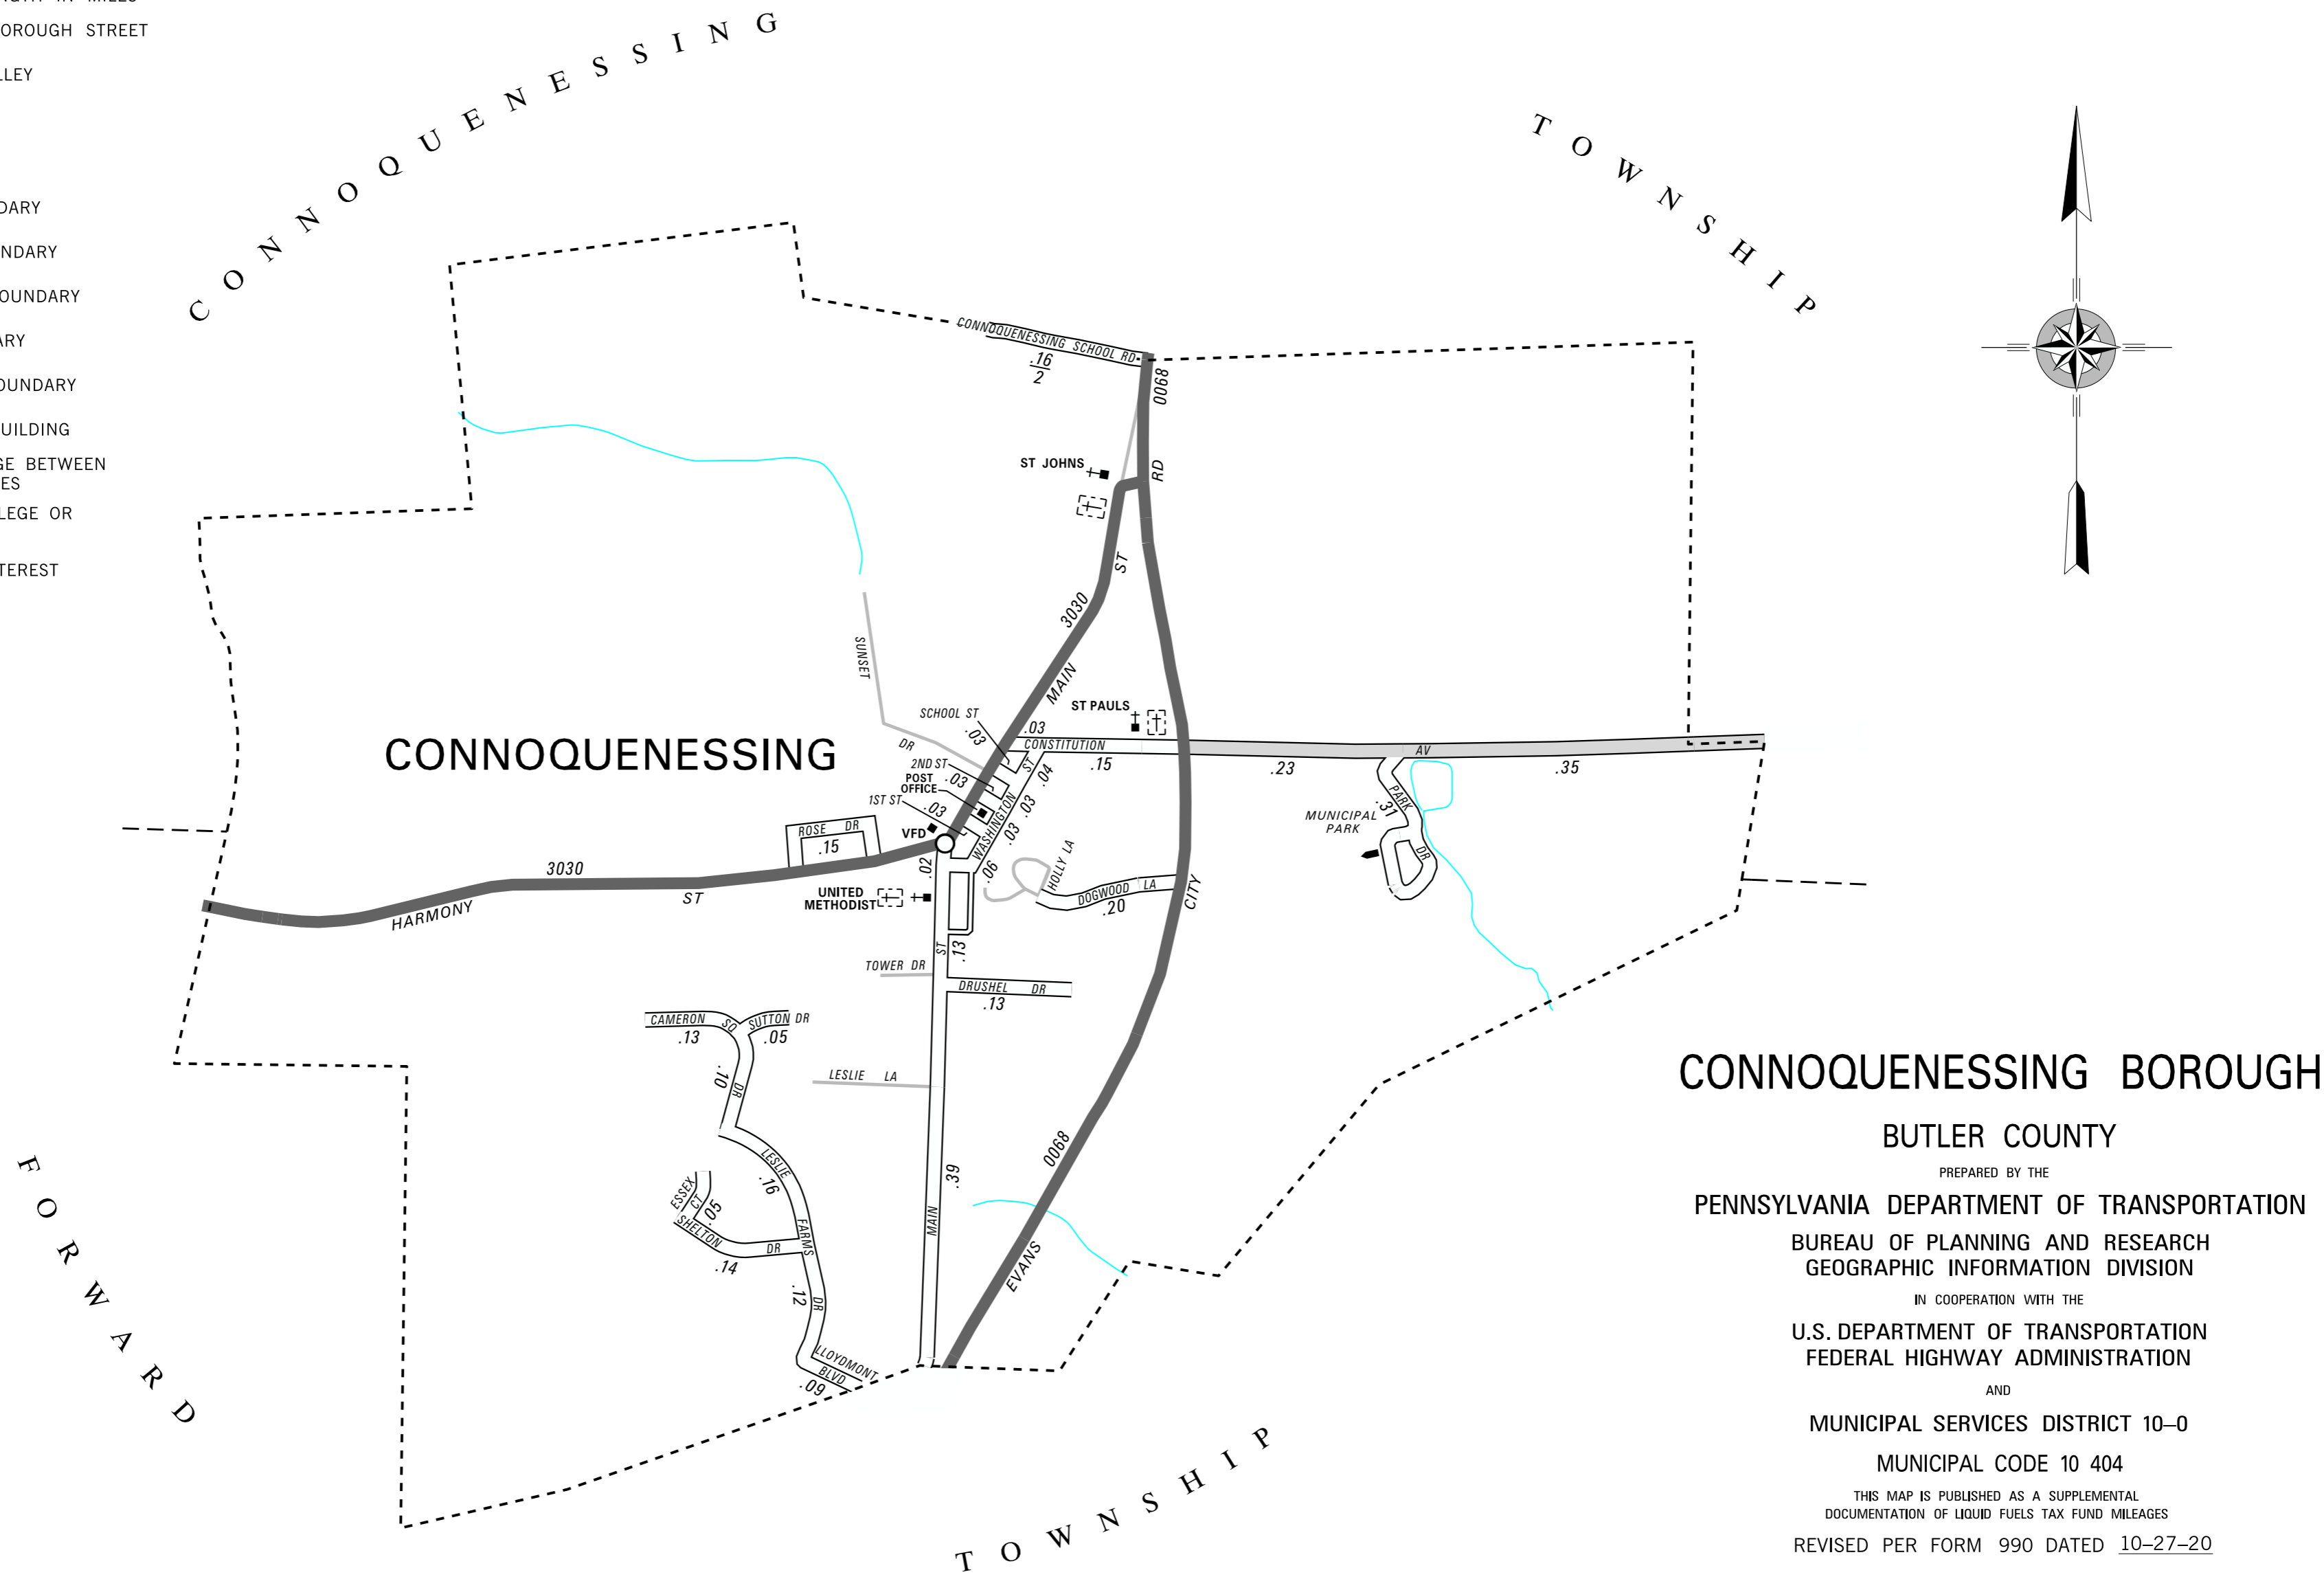 OROUGH STREET
LLEY
DARY
NDARY
OUNDARY
ARY
OUNDARY
UILDING
GE BETWEEN
ES
LEGE OR
TEREST
CONNOQUENESSING
TOWNSHIP
CONNOQUENESSING SCHOOL RD
.16
2
0068
ST JOHNS
RD
ST
3030
MAIN
SUNSET
DR
SCHOOL ST
.03
ST PAULS
.03
CONSTITUTION
AV
.15
.23
.35
CONNOQUENESSING
2ND ST
.03
POST
OFFICE
1ST ST
.03
ST
.04
WASHINGTON
.03
.03
.06
VFD
ROSE DR
.15
.02
HOLLY LA
PARK
.31
DR
MUNICIPAL
PARK
3030
HARMONY
ST
UNITED
METHODIST
DOGWOOD LA
.20
CITY
ST
.13
TOWER DR
DRUSHEL DR
.13
CAMERON SQ
.13
SUTTON DR
.05
.10
DR
LESLIE LA
LESLIE
.16
FARMS
DR
.12
ESSEX
CT
.05
SHELTON DR
.14
MAIN
.39
0068
EVANS
LLOYDMONT
BLVD
.09
FORWARD
TOWNSHIP
CONNOQUENESSING BOROUGH
BUTLER COUNTY
PREPARED BY THE
PENNSYLVANIA DEPARTMENT OF TRANSPORTATION
BUREAU OF PLANNING AND RESEARCH
GEOGRAPHIC INFORMATION DIVISION
IN COOPERATION WITH THE
U.S. DEPARTMENT OF TRANSPORTATION
FEDERAL HIGHWAY ADMINISTRATION
AND
MUNICIPAL SERVICES DISTRICT 10–0
MUNICIPAL CODE 10 404
THIS MAP IS PUBLISHED AS A SUPPLEMENTAL
DOCUMENTATION OF LIQUID FUELS TAX FUND MILEAGES
REVISED PER FORM 990 DATED 10–27–20